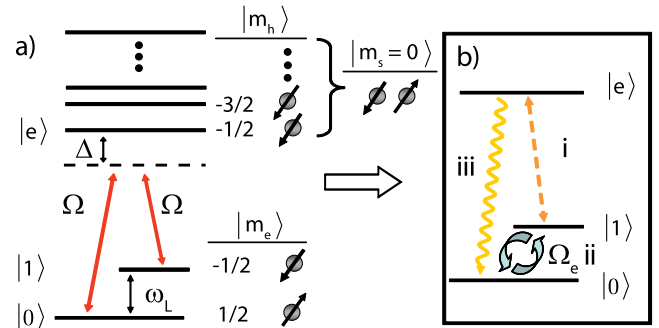 a)
|m_h⟩
|m_s = 0⟩
-3/2
|e⟩
-1/2
Δ
Ω
Ω
|m_e⟩
|1⟩
-1/2
ω_L
|0⟩
1/2
b)
|e⟩
iii
i
|1⟩
Ω_e ii
|0⟩